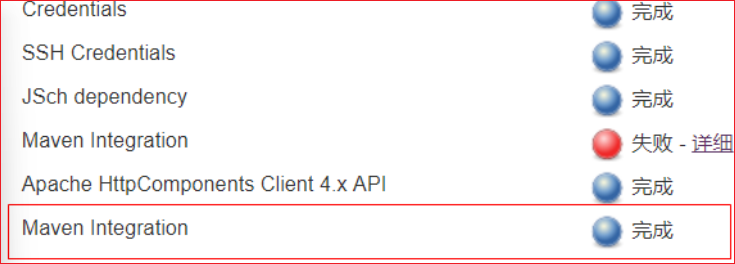 Credentials 完成
SSH Credentials 完成
JSch dependency 完成
Maven Integration 失败 - 详细
Apache HttpComponents Client 4.x API 完成
Maven Integration 完成